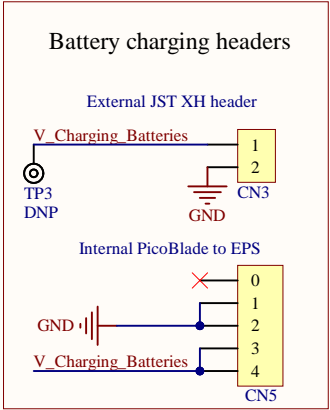 Battery charging headers
External JST XH header
V_Charging_Batteries
1
2
TP3
DNP
CN3
GND
Internal PicoBlade to EPS
0
1
GND
2
3
V_Charging_Batteries
4
CN5